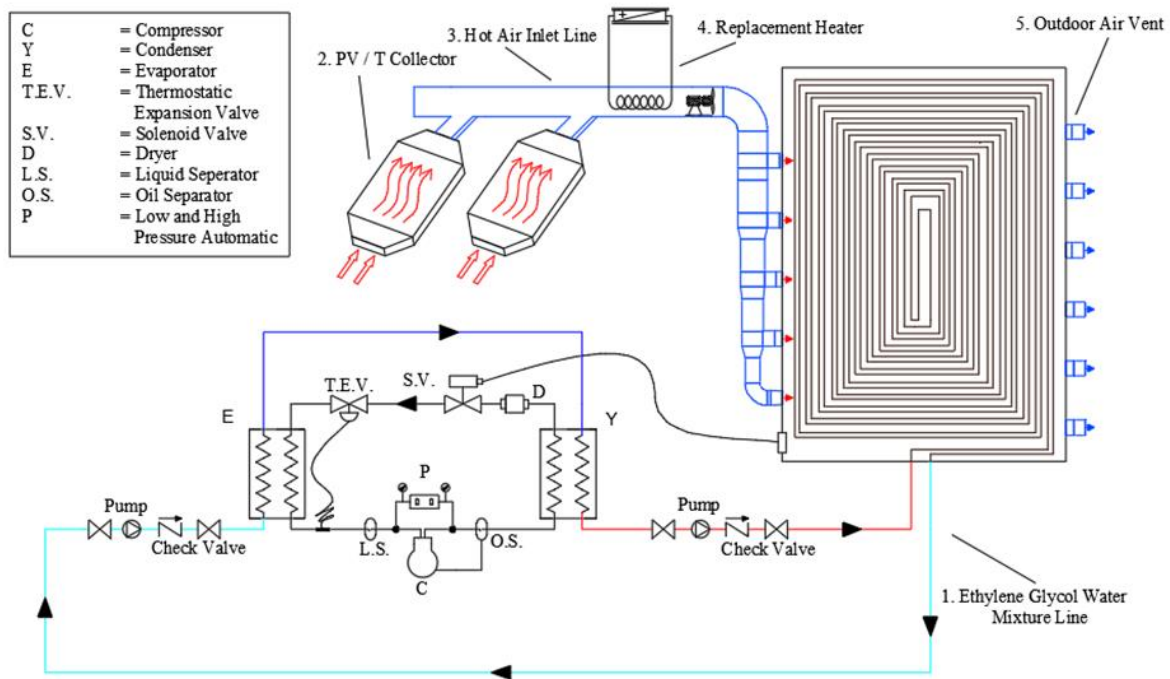 C = Compressor
Y = Condenser
E = Evaporator
T.E.V. = Thermostatic
Expansion Valve
S.V. = Solenoid Valve
D = Dryer
L.S. = Liquid Seperator
O.S. = Oil Separator
P = Low and High
Pressure Automatic
2. PV / T Collector
3. Hot Air Inlet Line
4. Replacement Heater
5. Outdoor Air Vent
T.E.V.
S.V.
D
E
Y
P
Pump
Check Valve
L.S.
O.S.
C
Pump
Check Valve
1. Ethylene Glycol Water
Mixture Line